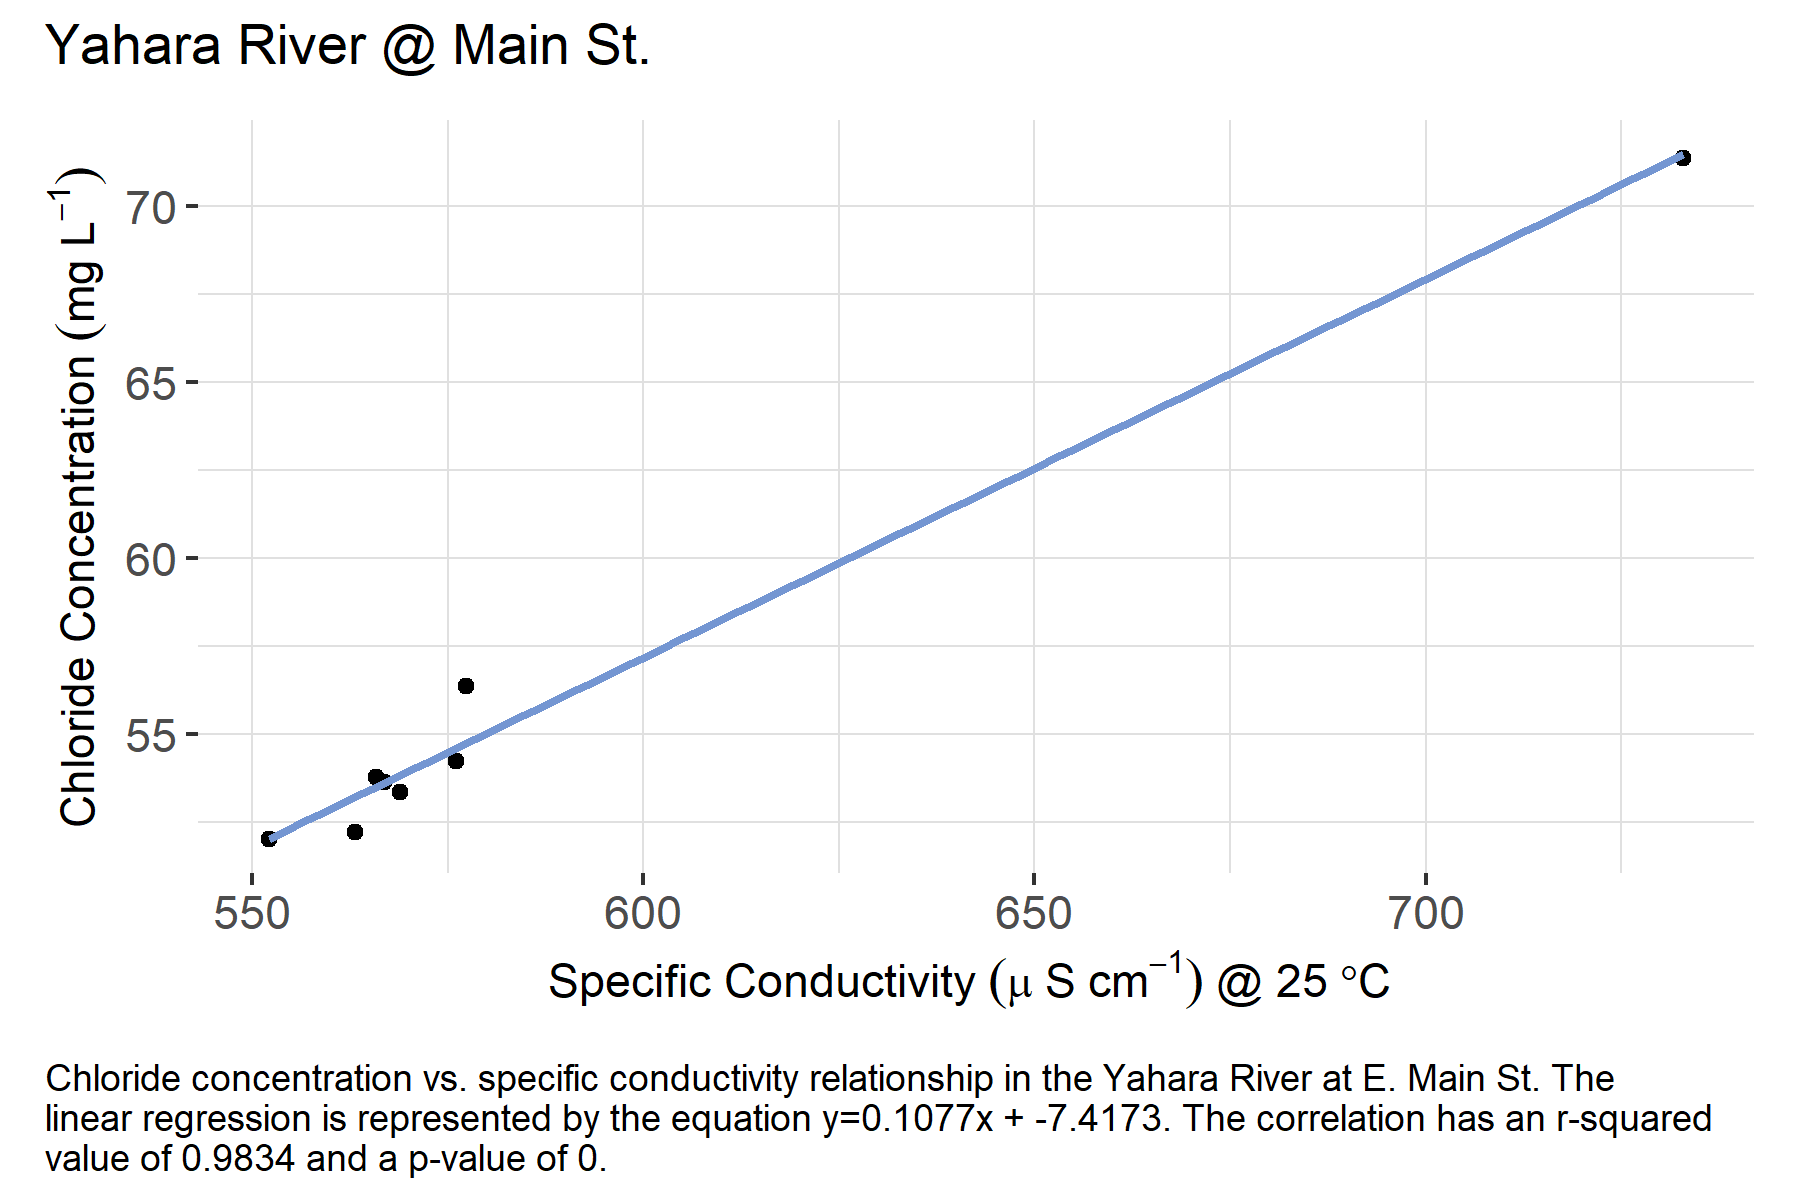 Yahara River @ Main St.
Chloride Concentration (mg L⁻¹)
70
65
60
55
550 600 650 700
Specific Conductivity (μ S cm⁻¹) @ 25 °C
Chloride concentration vs. specific conductivity relationship in the Yahara River at E. Main St. The
linear regression is represented by the equation y=0.1077x + -7.4173. The correlation has an r-squared
value of 0.9834 and a p-value of 0.